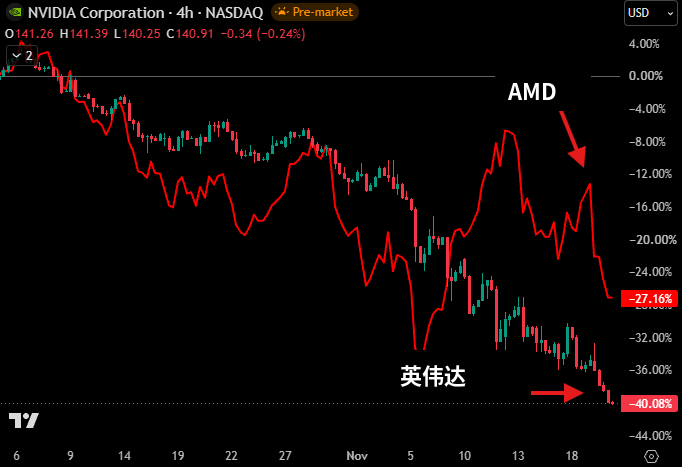 NVIDIA Corporation · 4h · NASDAQ
Pre-market
O141.26 H141.39 L140.25 C140.91 −0.34 (−0.24%)
2
USD
4.00%
0.00%
−4.00%
−8.00%
−12.00%
−16.00%
−20.00%
−24.00%
−27.16%
−32.00%
−36.00%
−40.08%
−44.00%
AMD
英伟达
6 9 14 19 22 27 Nov 5 10 13 18